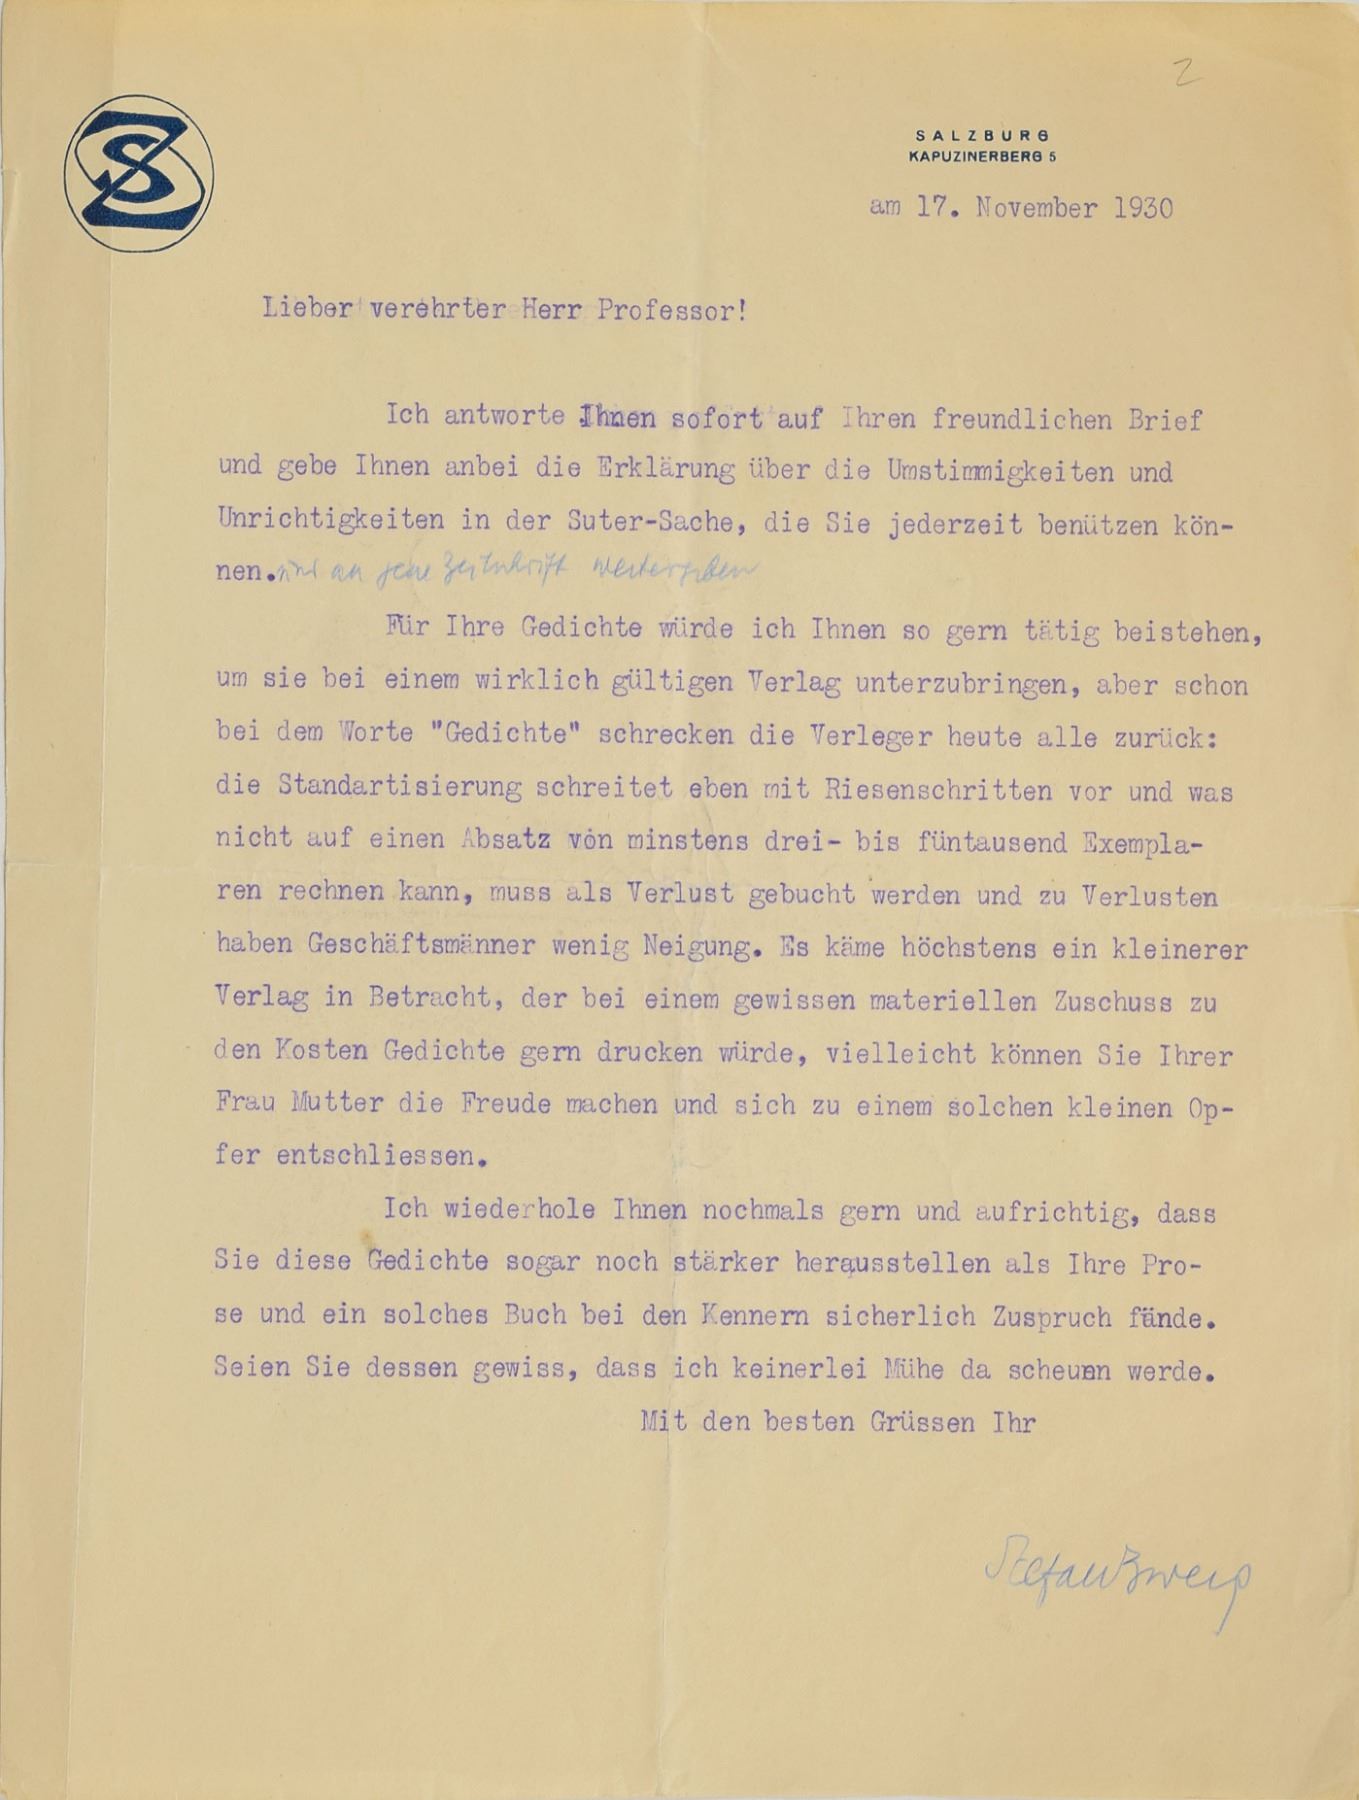 2
SZ
SALZBURG
KAPUZINERBERG 5
am 17. November 1930
Lieber verehrter Herr Professor!
Ich antworte Ihnen sofort auf Ihren freundlichen Brief
und gebe Ihnen anbei die Erklärung über die Umstimmigkeiten und
Unrichtigkeiten in der Suter-Sache, die Sie jederzeit benützen kön-
nen. und an jene Zeitschrift weitergeben
Für Ihre Gedichte würde ich Ihnen so gern tätig beistehen,
um sie bei einem wirklich gültigen Verlag unterzubringen, aber schon
bei dem Worte "Gedichte" schrecken die Verleger heute alle zurück:
die Standartisierung schreitet eben mit Riesenschritten vor und was
nicht auf einen Absatz von minstens drei- bis füntausend Exempla-
ren rechnen kann, muss als Verlust gebucht werden und zu Verlusten
haben Geschäftsmänner wenig Neigung. Es käme höchstens ein kleinerer
Verlag in Betracht, der bei einem gewissen materiellen Zuschuss zu
den Kosten Gedichte gern drucken würde, vielleicht können Sie Ihrer
Frau Mutter die Freude machen und sich zu einem solchen kleinen Op-
fer entschliessen.
Ich wiederhole Ihnen nochmals gern und aufrichtig, dass
Sie diese Gedichte sogar noch stärker herausstellen als Ihre Pro-
se und ein solches Buch bei den Kennern sicherlich Zuspruch fände.
Seien Sie dessen gewiss, dass ich keinerlei Mühe da scheuen werde.
Mit den besten Grüssen Ihr
Stefan Zweig